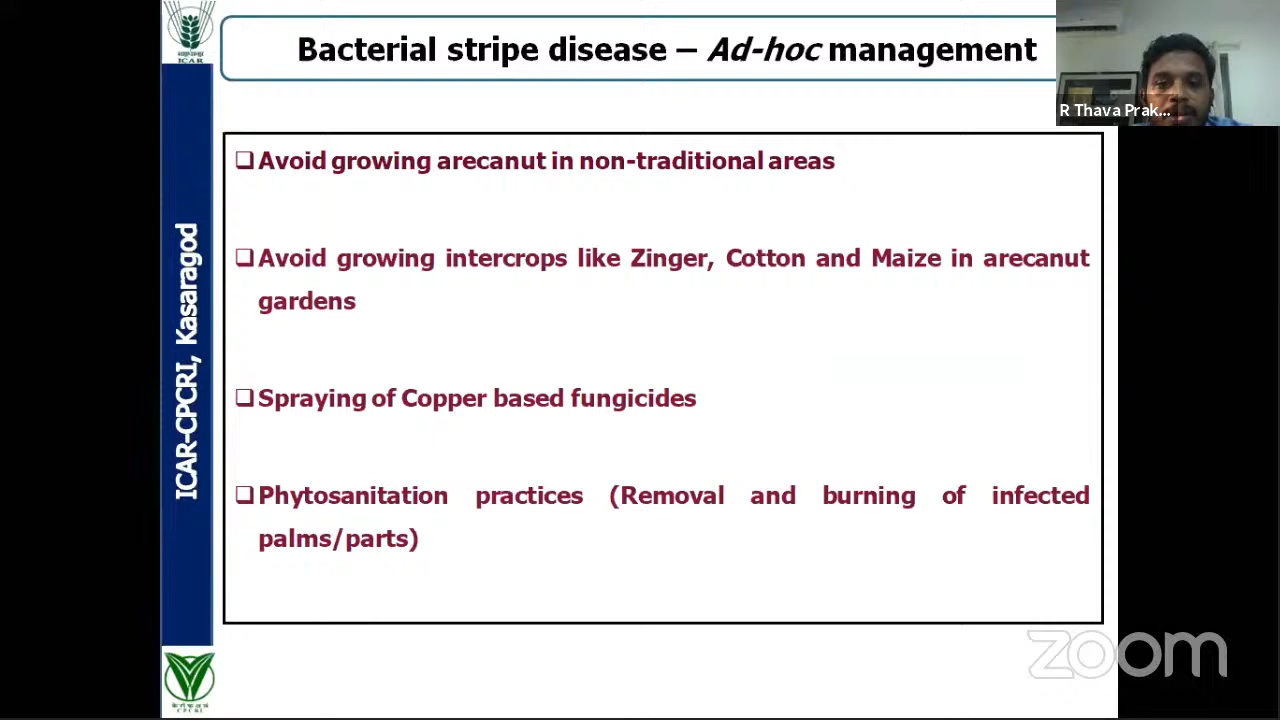 Bacterial stripe disease – Ad-hoc management
R Thava Prak...
❑ Avoid growing arecanut in non-traditional areas
❑ Avoid growing intercrops like Zinger, Cotton and Maize in arecanut
gardens
❑ Spraying of Copper based fungicides
❑ Phytosanitation practices (Removal and burning of infected
palms/parts)
ICAR-CPCRI, Kasaragod
ICAR
CPCRI
zoom